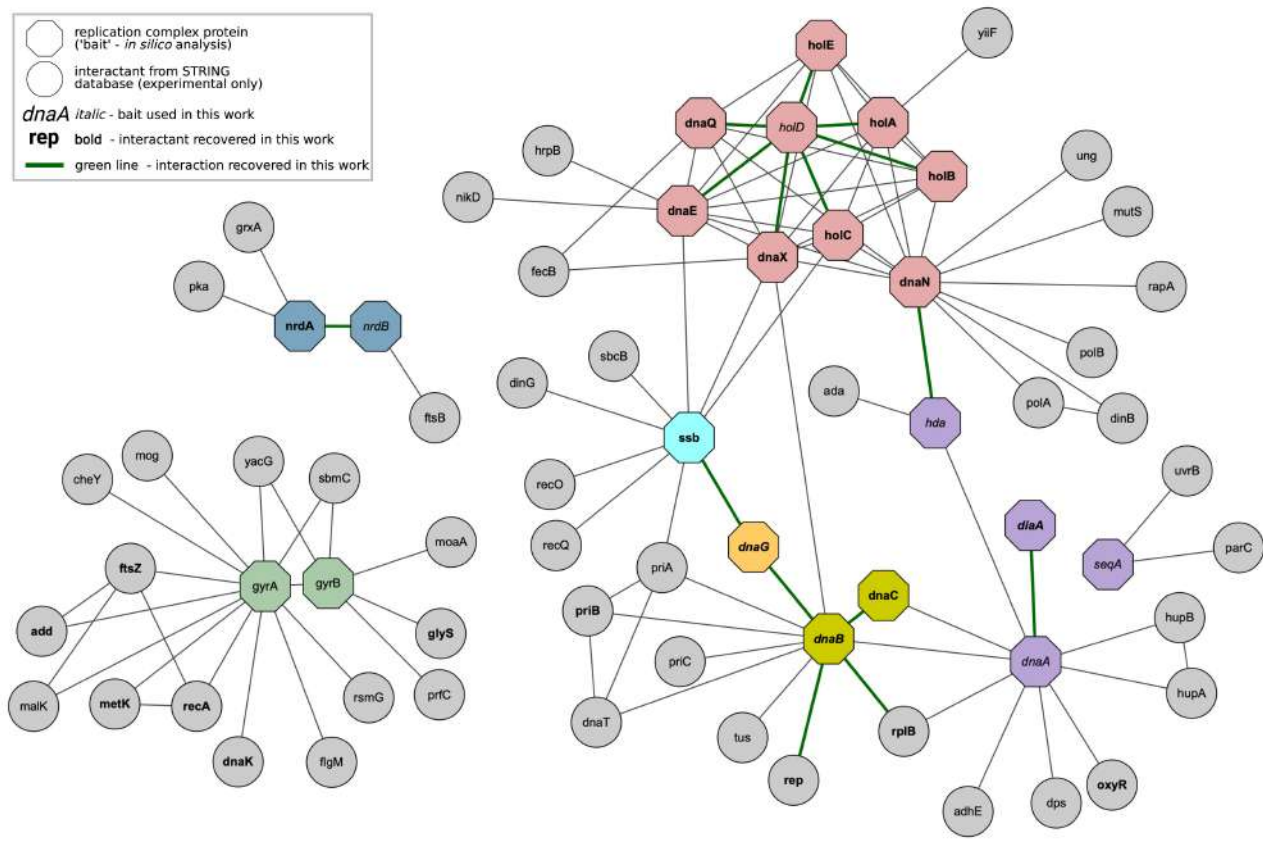 replication complex protein
('bait' - in silico analysis)
interactant from STRING
database (experimental only)
dnaA italic - bait used in this work
rep bold - interactant recovered in this work
green line - interaction recovered in this work
holE
yiiF
dnaQ
holD
holA
hrpB
holB
ung
nikD
dnaE
mutS
grxA
holC
fecB
dnaX
dnaN
rapA
pka
nrdA
nrdB
polB
sbcB
dinG
ada
polA
dinB
ftsB
hda
ssb
mog
yacG
sbmC
cheY
uvrB
recO
diaA
moaA
recQ
dnaG
parC
ftsZ
priA
seqA
gyrA
gyrB
dnaC
priB
hupB
add
glyS
dnaB
priC
dnaA
hupA
malK
metK
recA
rsmG
prfC
dnaT
tus
rplB
dnaK
flgM
rep
oxyR
adhE
dps